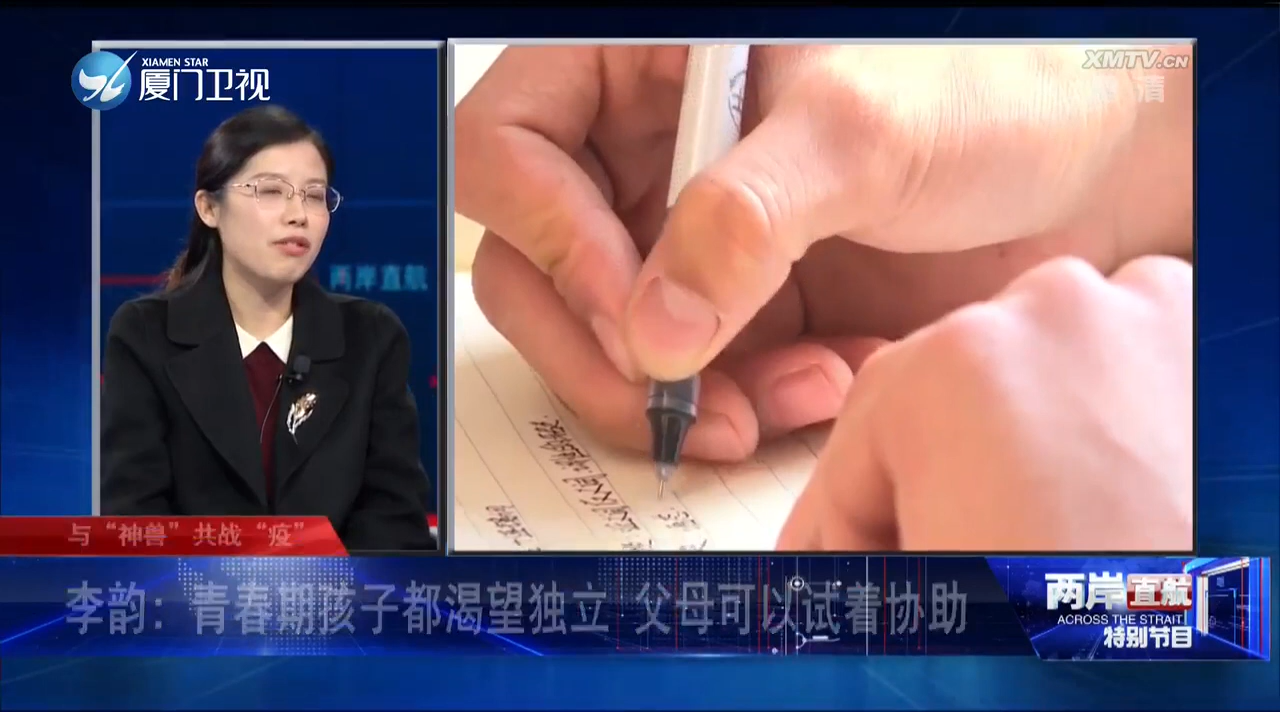 XIAMEN STAR
厦门卫视
XMTV.CN
清
两岸直航
与“神兽”共战“疫”
李韵：青春期孩子都渴望独立 父母可以试着协助
两岸直航
ACROSS THE STRAIT
特别节目